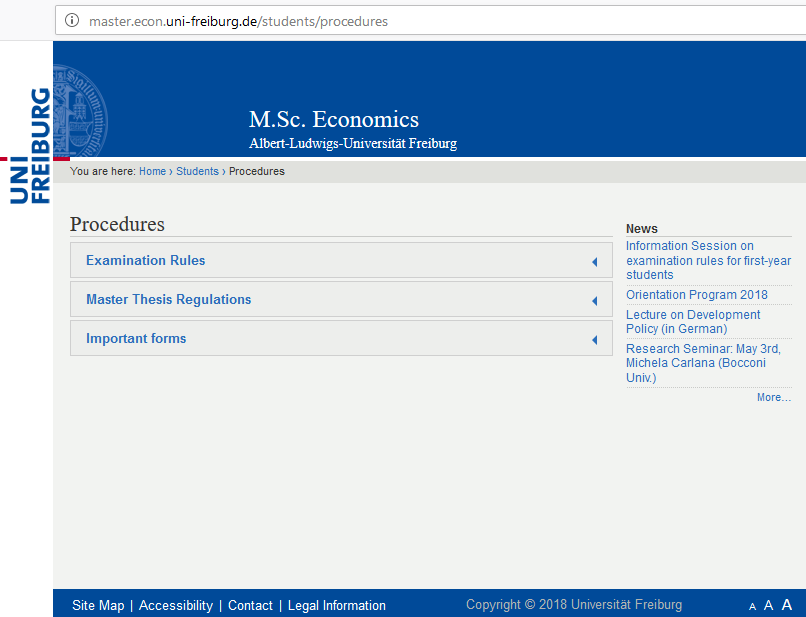 master.econ.uni-freiburg.de/students/procedures
UNI
FREIBURG
M.Sc. Economics
Albert-Ludwigs-Universität Freiburg
You are here: Home › Students › Procedures
Procedures
Examination Rules
Master Thesis Regulations
Important forms
News
Information Session on
examination rules for first-year
students
Orientation Program 2018
Lecture on Development
Policy (in German)
Research Seminar: May 3rd,
Michela Carlana (Bocconi
Univ.)
More…
Site Map | Accessibility | Contact | Legal Information
Copyright © 2018 Universität Freiburg
A A A